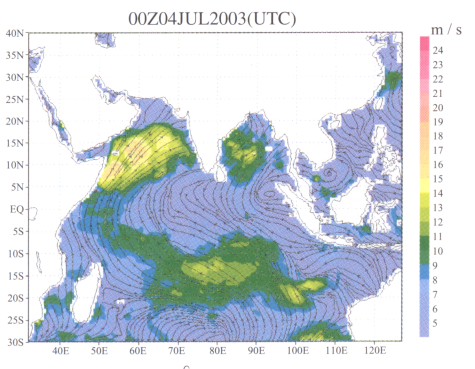 00Z04JUL2003(UTC)
m / s
40N
35N
30N
25N
20N
15N
10N
5N
EQ
5S
10S
15S
20S
25S
30S
40E 50E 60E 70E 80E 90E 100E 110E 120E
24
23
22
21
20
19
18
17
16
15
14
13
12
11
10
9
8
7
6
5